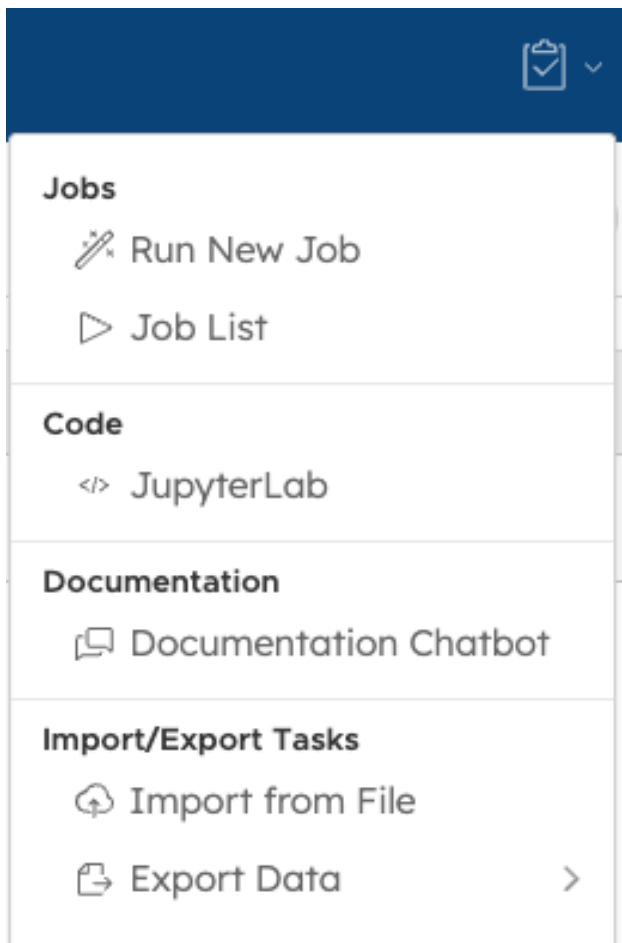 Jobs
Run New Job
Job List
Code
JupyterLab
Documentation
Documentation Chatbot
Import/Export Tasks
Import from File
Export Data